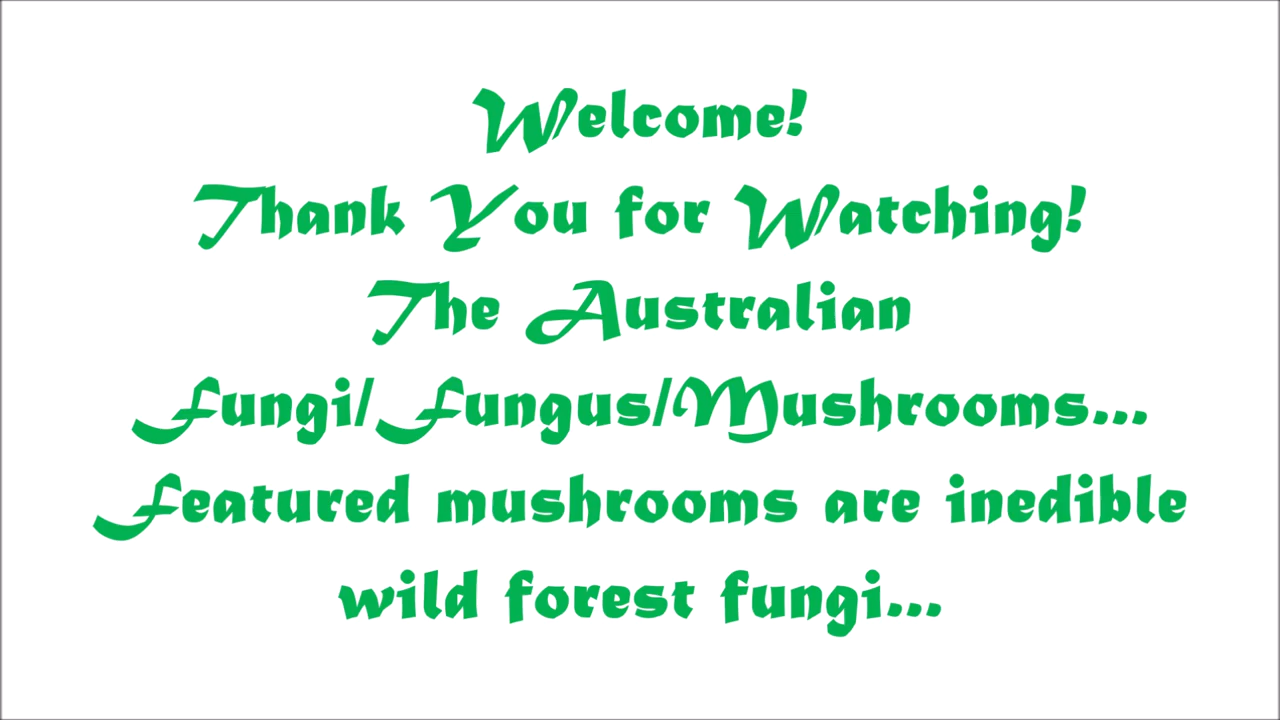 Welcome!
Thank You for Watching!
The Australian
Fungi/Fungus/Mushrooms...
Featured mushrooms are inedible
wild forest fungi...